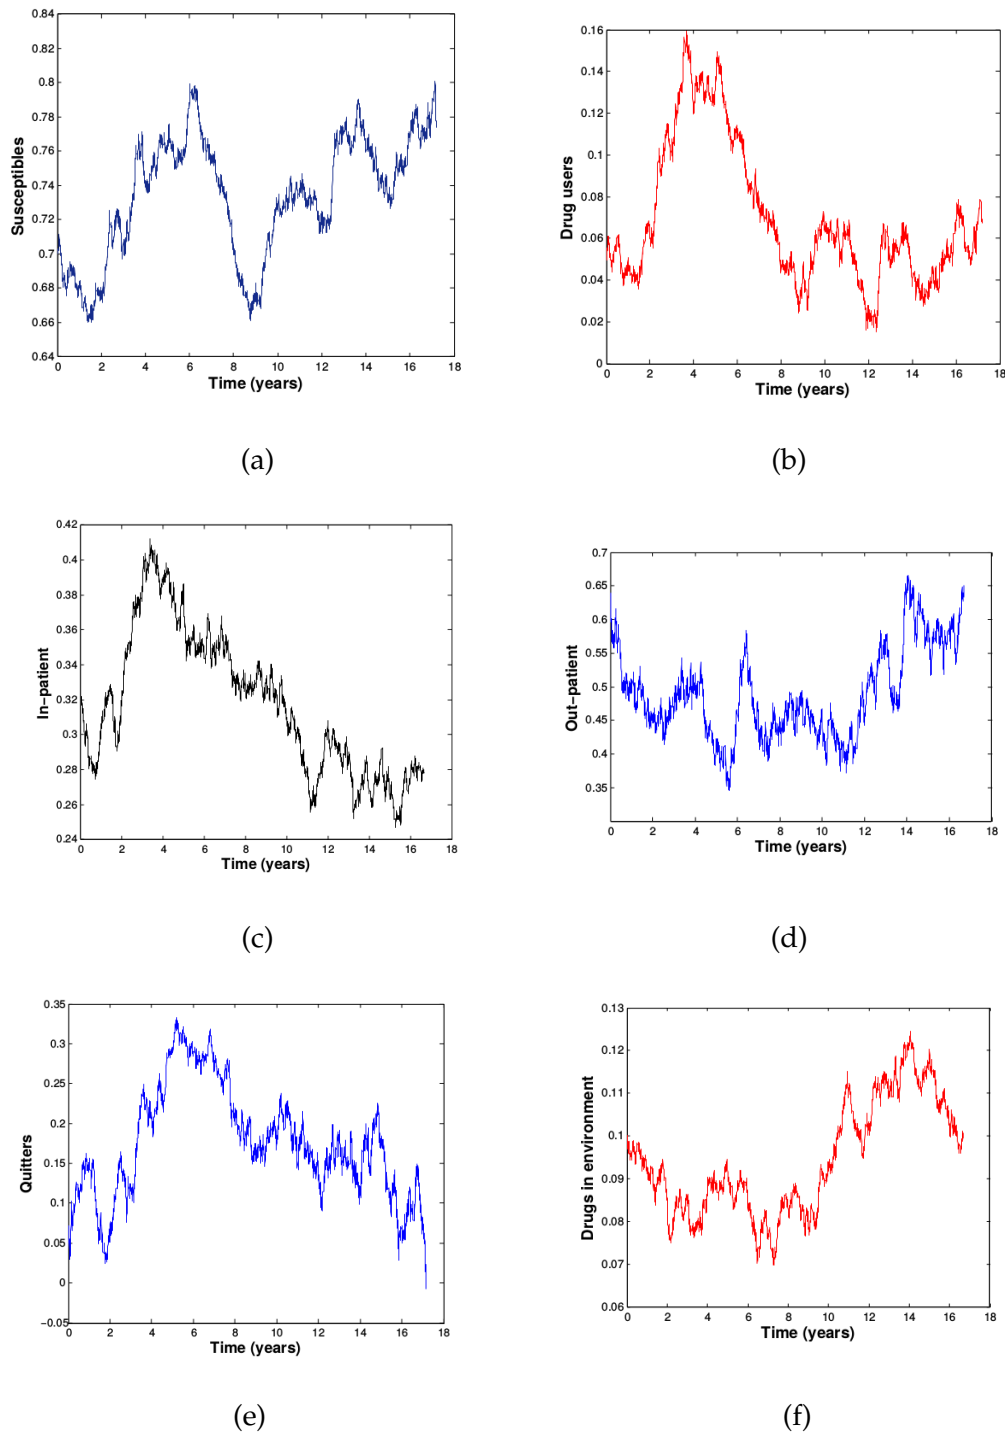 0.84
0.82
0.8
0.78
0.76
0.74
0.72
0.7
0.68
0.66
0.64
Susceptibles
0 2 4 6 8 10 12 14 16 18
Time (years)
(a)
0.16
0.14
0.12
0.1
0.08
0.06
0.04
0.02
0
Drug users
0 2 4 6 8 10 12 14 16 18
Time (years)
(b)
0.42
0.4
0.38
0.36
0.34
0.32
0.3
0.28
0.26
0.24
In-patient
0 2 4 6 8 10 12 14 16 18
Time (years)
(c)
0.7
0.65
0.6
0.55
0.5
0.45
0.4
0.35
Out-patient
0 2 4 6 8 10 12 14 16 18
Time (years)
(d)
0.35
0.3
0.25
0.2
0.15
0.1
0.05
0
-0.05
Quitters
0 2 4 6 8 10 12 14 16 18
Time (years)
(e)
0.13
0.12
0.11
0.1
0.09
0.08
0.07
0.06
Drugs in environment
0 2 4 6 8 10 12 14 16 18
Time (years)
(f)